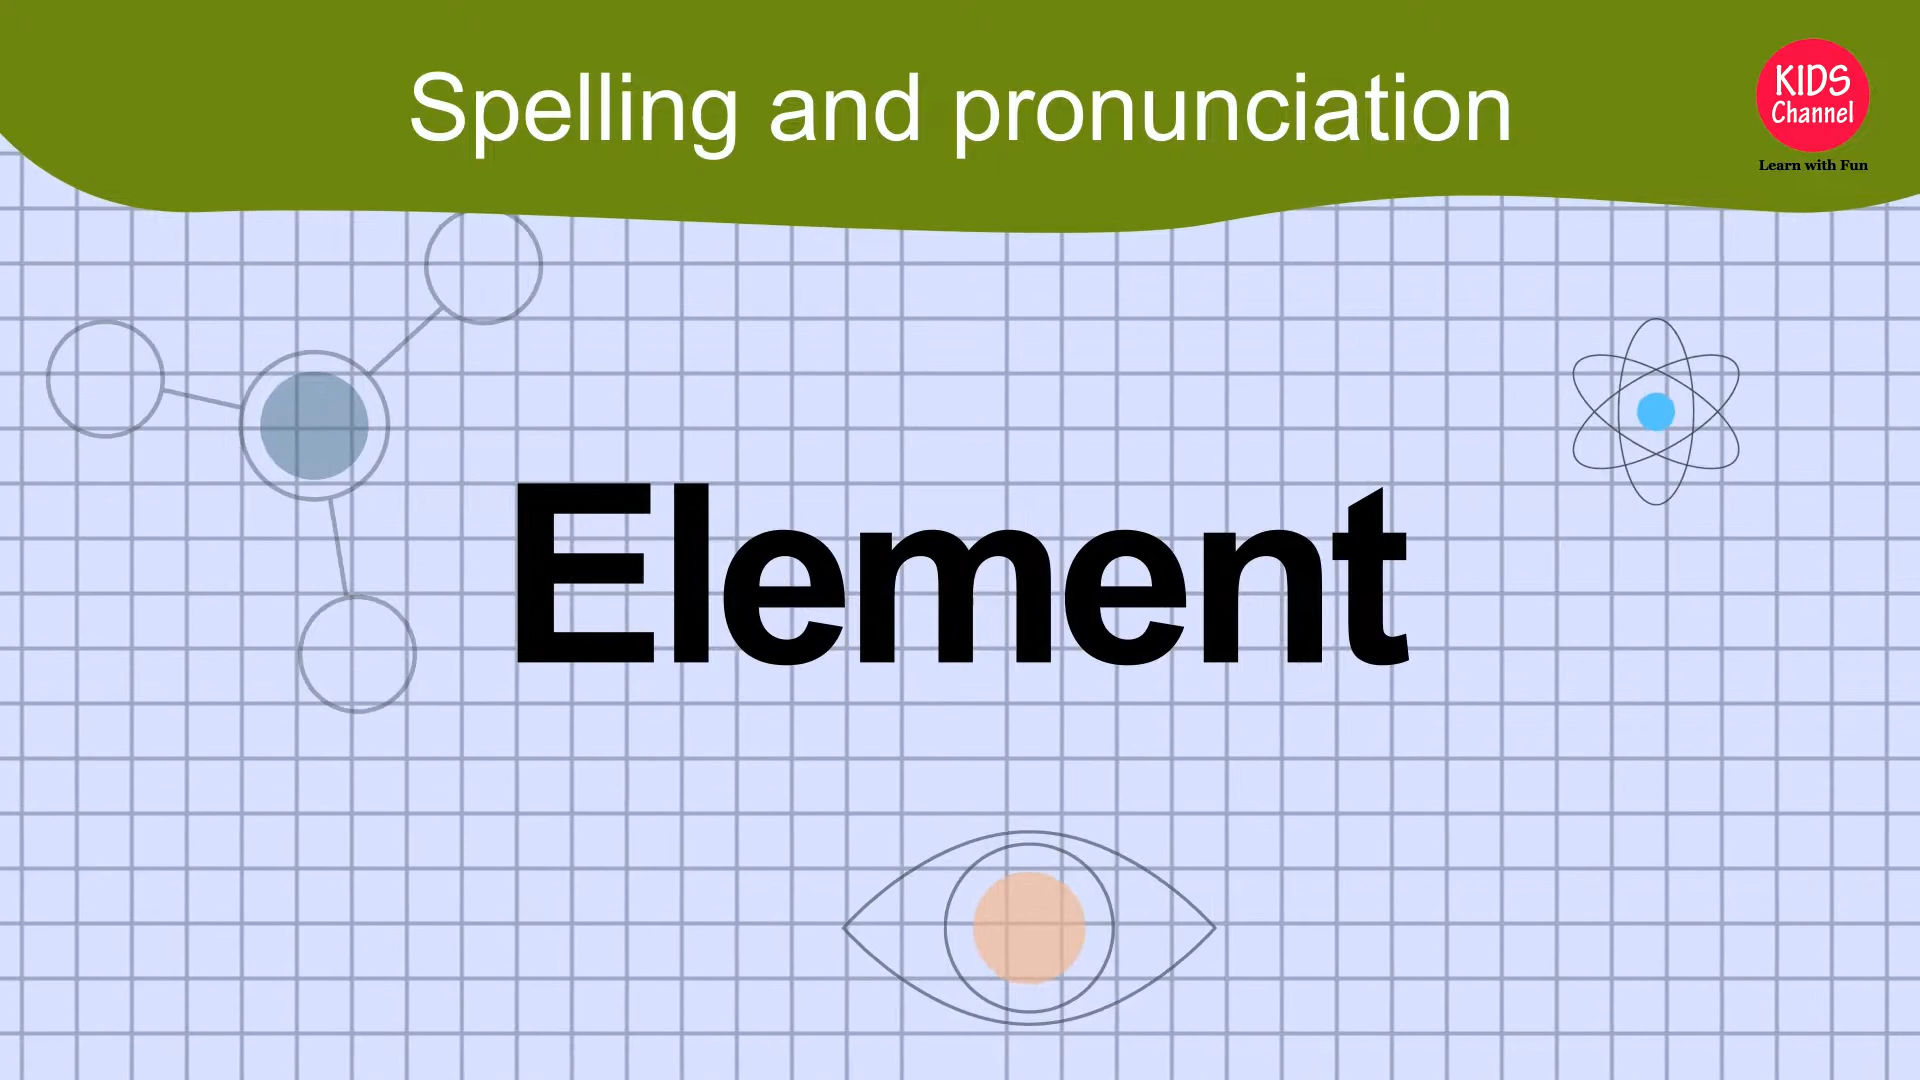 Spelling and pronunciation
KIDS
Channel
Learn with Fun
Element